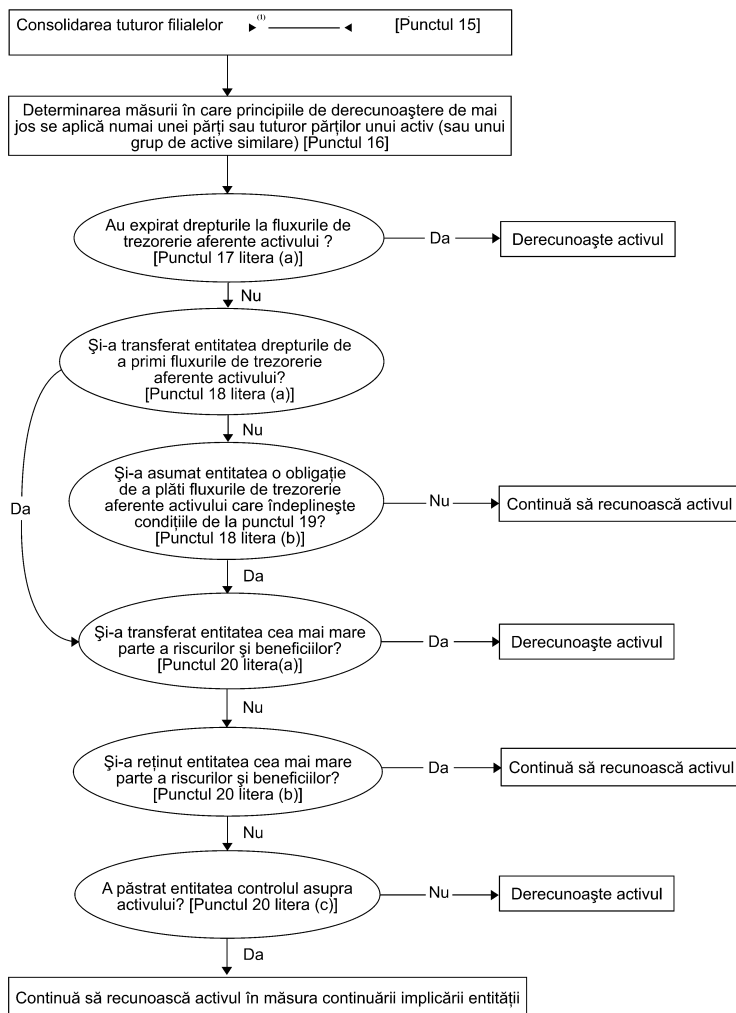 Consolidarea tuturor filialelor ►(1) ——— ◄ [Punctul 15]
Determinarea măsurii în care principiile de derecunoaştere de mai
jos se aplică numai unei părţi sau tuturor părţilor unui activ (sau unui
grup de active similare) [Punctul 16]
Au expirat drepturile la fluxurile de
trezorerie aferente activului ?
[Punctul 17 litera (a)]
Da
Derecunoaşte activul
Nu
Şi-a transferat entitatea drepturile de
a primi fluxurile de trezorerie
aferente activului?
[Punctul 18 litera (a)]
Nu
Da
Şi-a asumat entitatea o obligaţie
de a plăti fluxurile de trezorerie
aferente activului care îndeplineşte
condiţiile de la punctul 19?
[Punctul 18 litera (b)]
Nu
Continuă să recunoască activul
Da
Şi-a transferat entitatea cea mai mare
parte a riscurilor şi beneficiilor?
[Punctul 20 litera(a)]
Da
Derecunoaşte activul
Nu
Şi-a reţinut entitatea cea mai mare
parte a riscurilor şi beneficiilor?
[Punctul 20 litera (b)]
Da
Continuă să recunoască activul
Nu
A păstrat entitatea controlul asupra
activului? [Punctul 20 litera (c)]
Nu
Derecunoaşte activul
Da
Continuă să recunoască activul în măsura continuării implicării entităţii